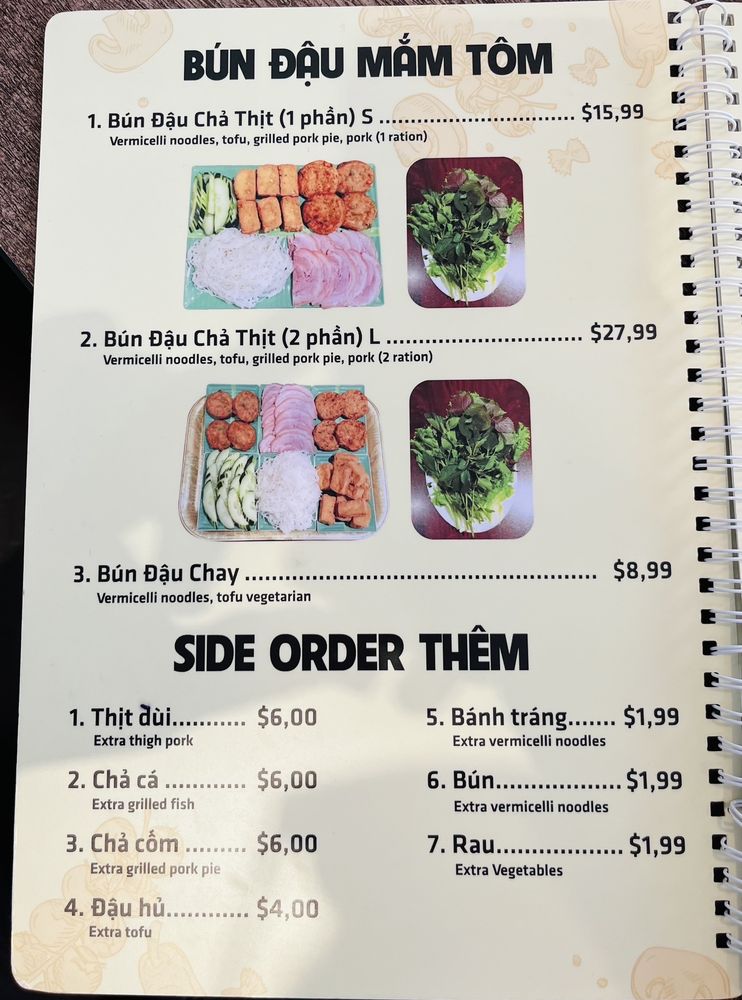 BÚN ĐẬU MẮM TÔM
1. Bún Đậu Chả Thịt (1 phần) S .............................. $15,99
Vermicelli noodles, tofu, grilled pork pie, pork (1 ration)
2. Bún Đậu Chả Thịt (2 phần) L .............................. $27,99
Vermicelli noodles, tofu, grilled pork pie, pork (2 ration)
3. Bún Đậu Chay ...................................................... $8,99
Vermicelli noodles, tofu vegetarian
SIDE ORDER THÊM
1. Thịt đùi........... $6,00
Extra thigh pork
2. Chả cá ............ $6,00
Extra grilled fish
3. Chả cốm ......... $6,00
Extra grilled pork pie
4. Đậu hủ............ $4,00
Extra tofu
5. Bánh tráng....... $1,99
Extra vermicelli noodles
6. Bún.................. $1,99
Extra vermicelli noodles
7. Rau................... $1,99
Extra Vegetables